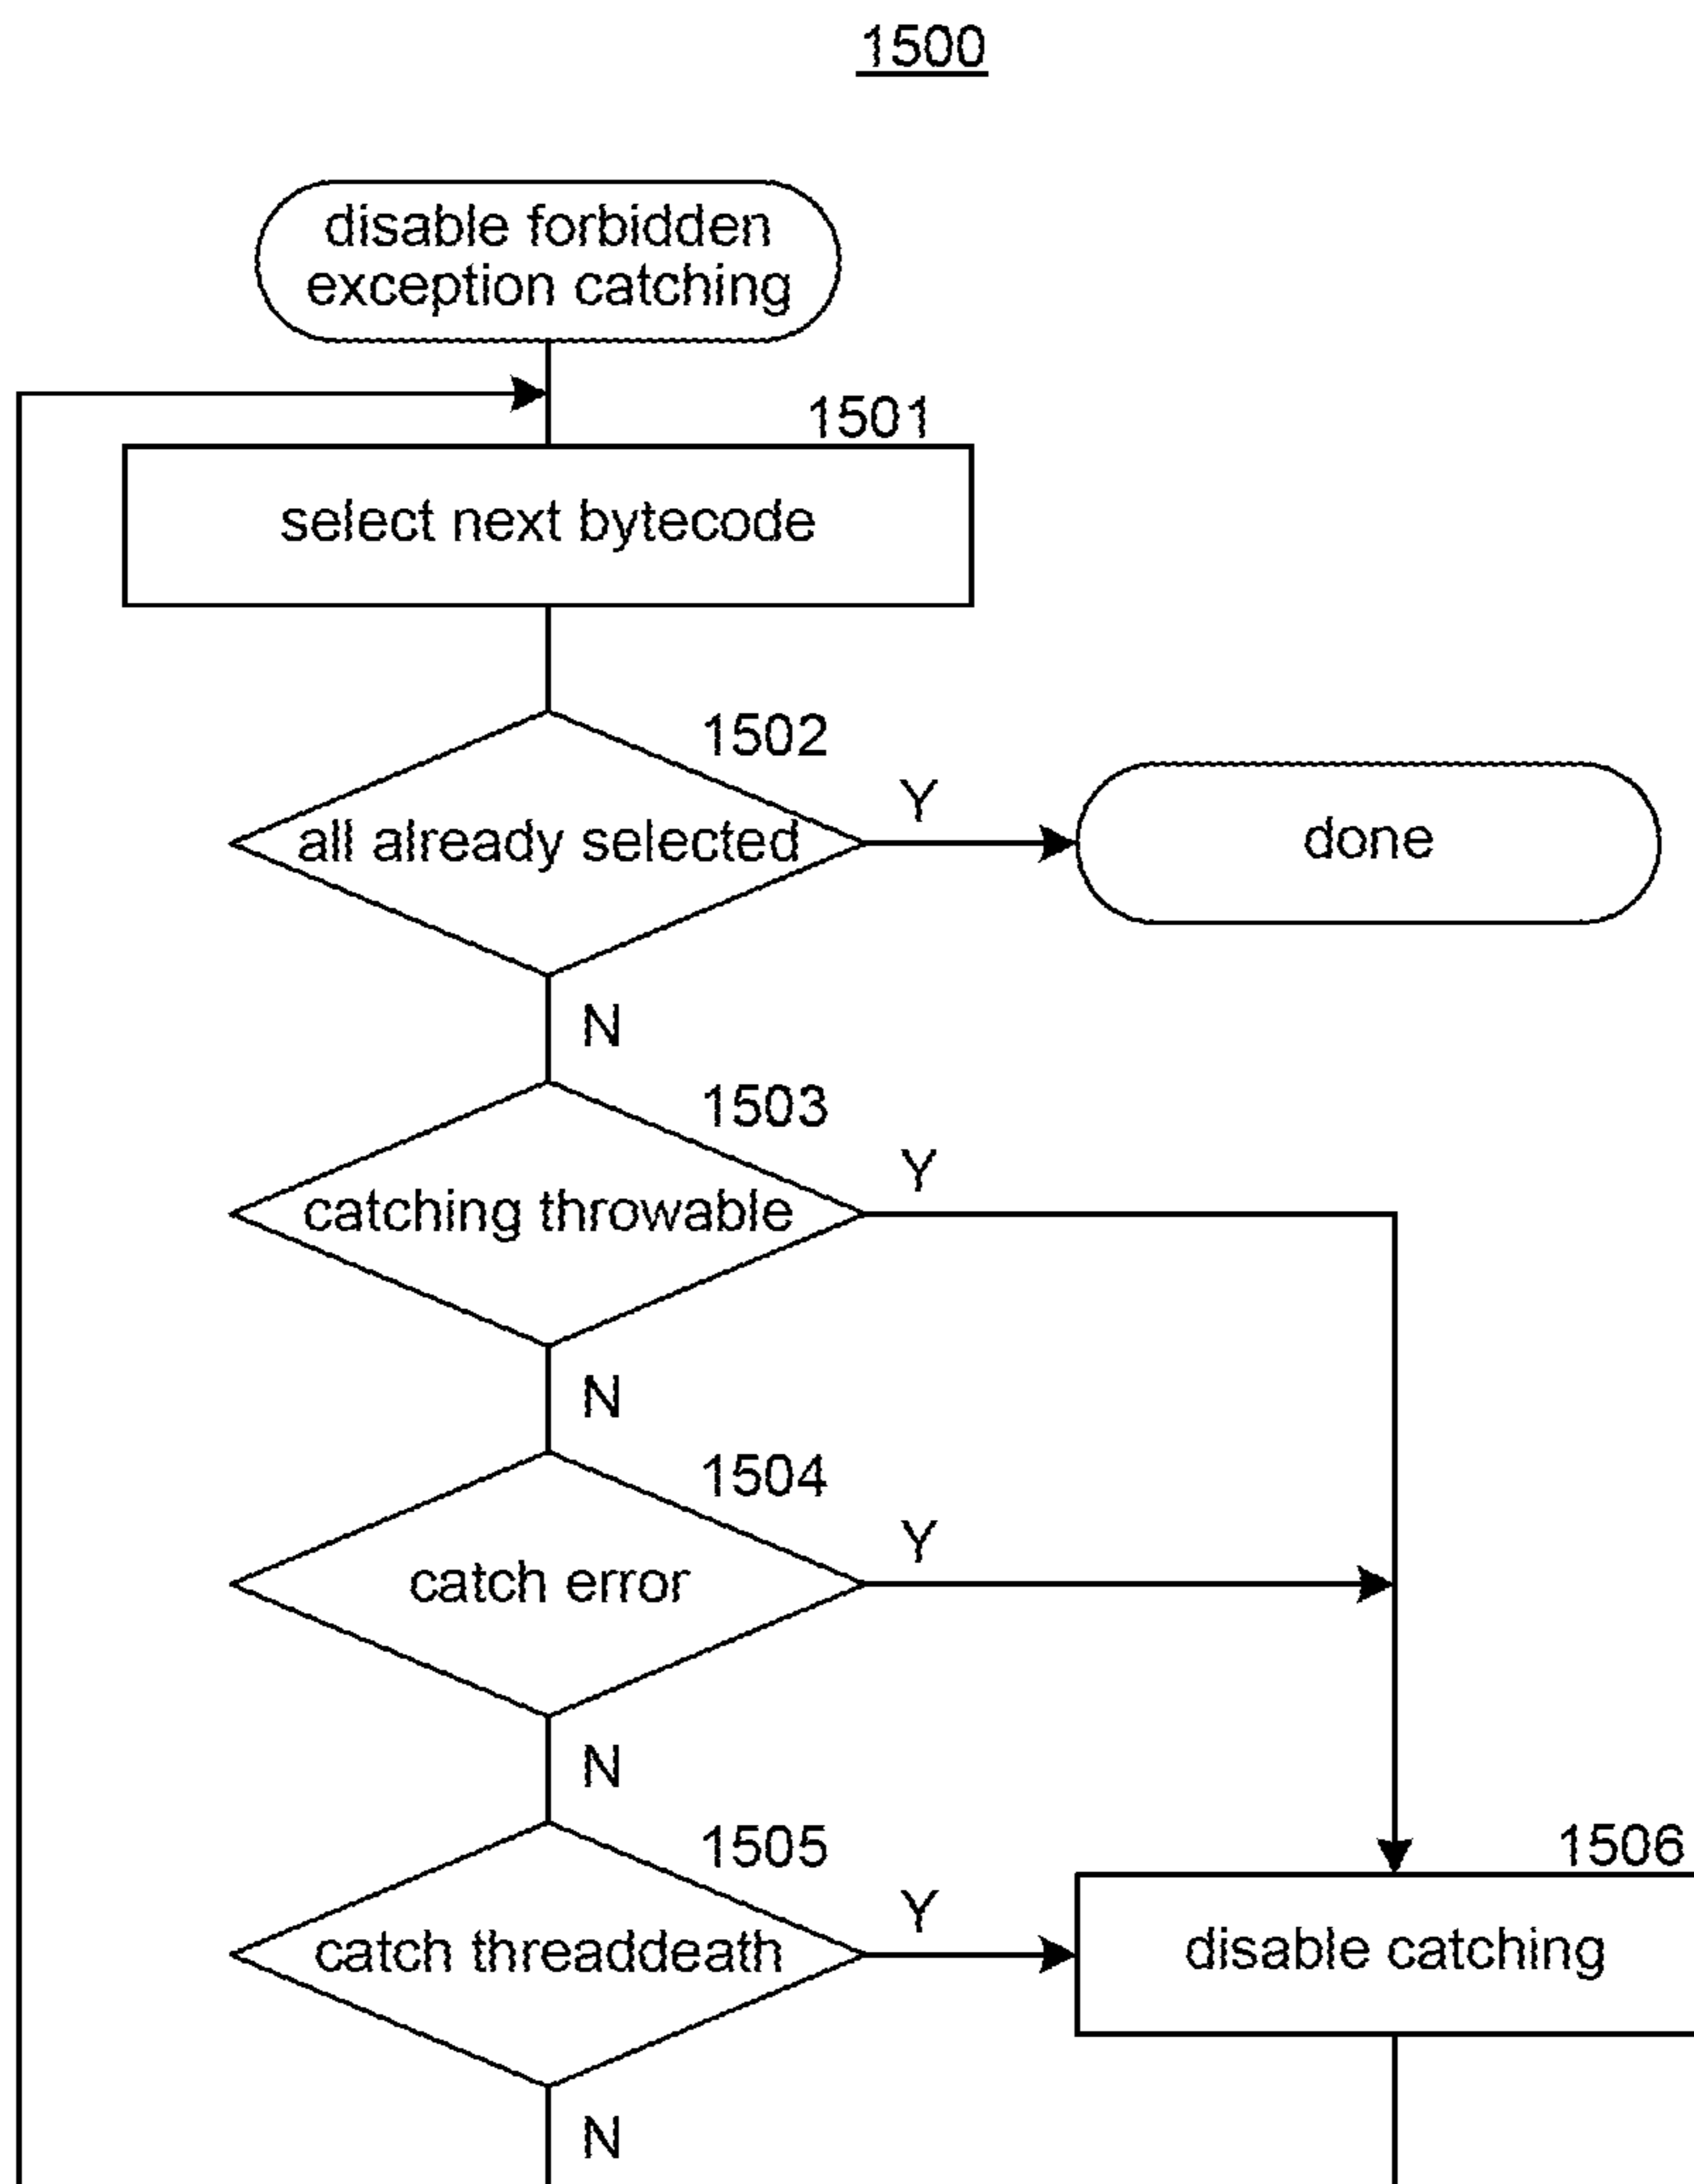 1500
disable forbidden
exception catching
1501
select next bytecode
1502
Y
all already selected
done
N
1503
Y
catching throwable
N
1504
Y
catch error
N
1505
1506
Y
catch threaddeath
disable catching
N